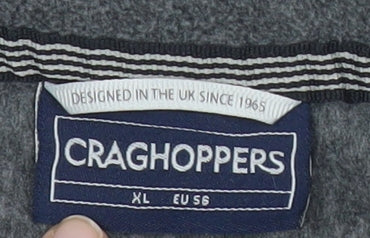 DESIGNED IN THE UK SINCE 1965
CRAGHOPPERS
XL EU 56